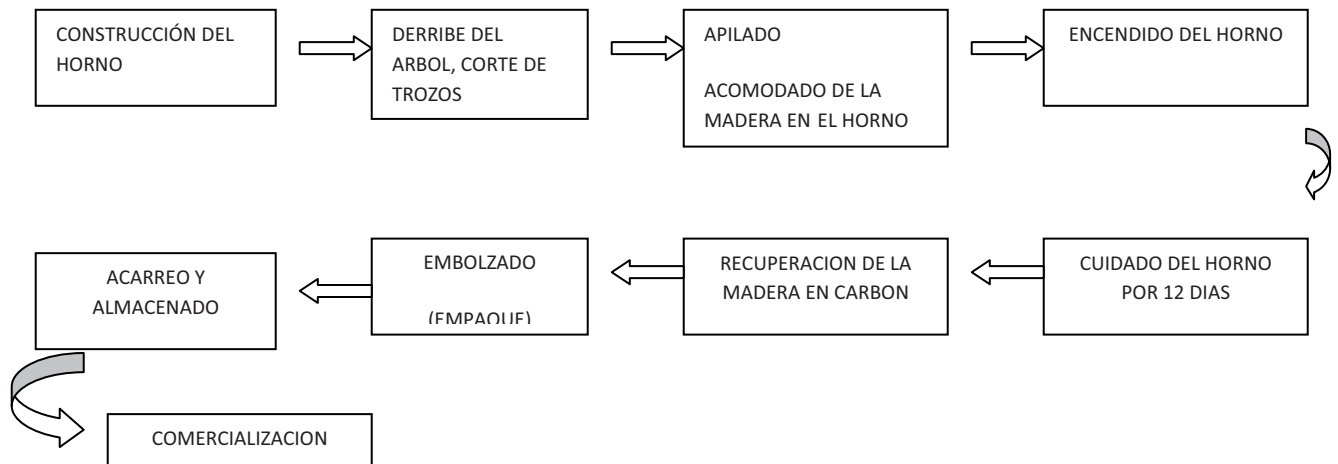 CONSTRUCCIÓN DEL
HORNO
DERRIBE DEL
ARBOL, CORTE DE
TROZOS
APILADO
ACOMODADO DE LA
MADERA EN EL HORNO
ENCENDIDO DEL HORNO
CUIDADO DEL HORNO
POR 12 DIAS
RECUPERACION DE LA
MADERA EN CARBON
EMBOLZADO
(EMPAQUE)
ACARREO Y
ALMACENADO
COMERCIALIZACION